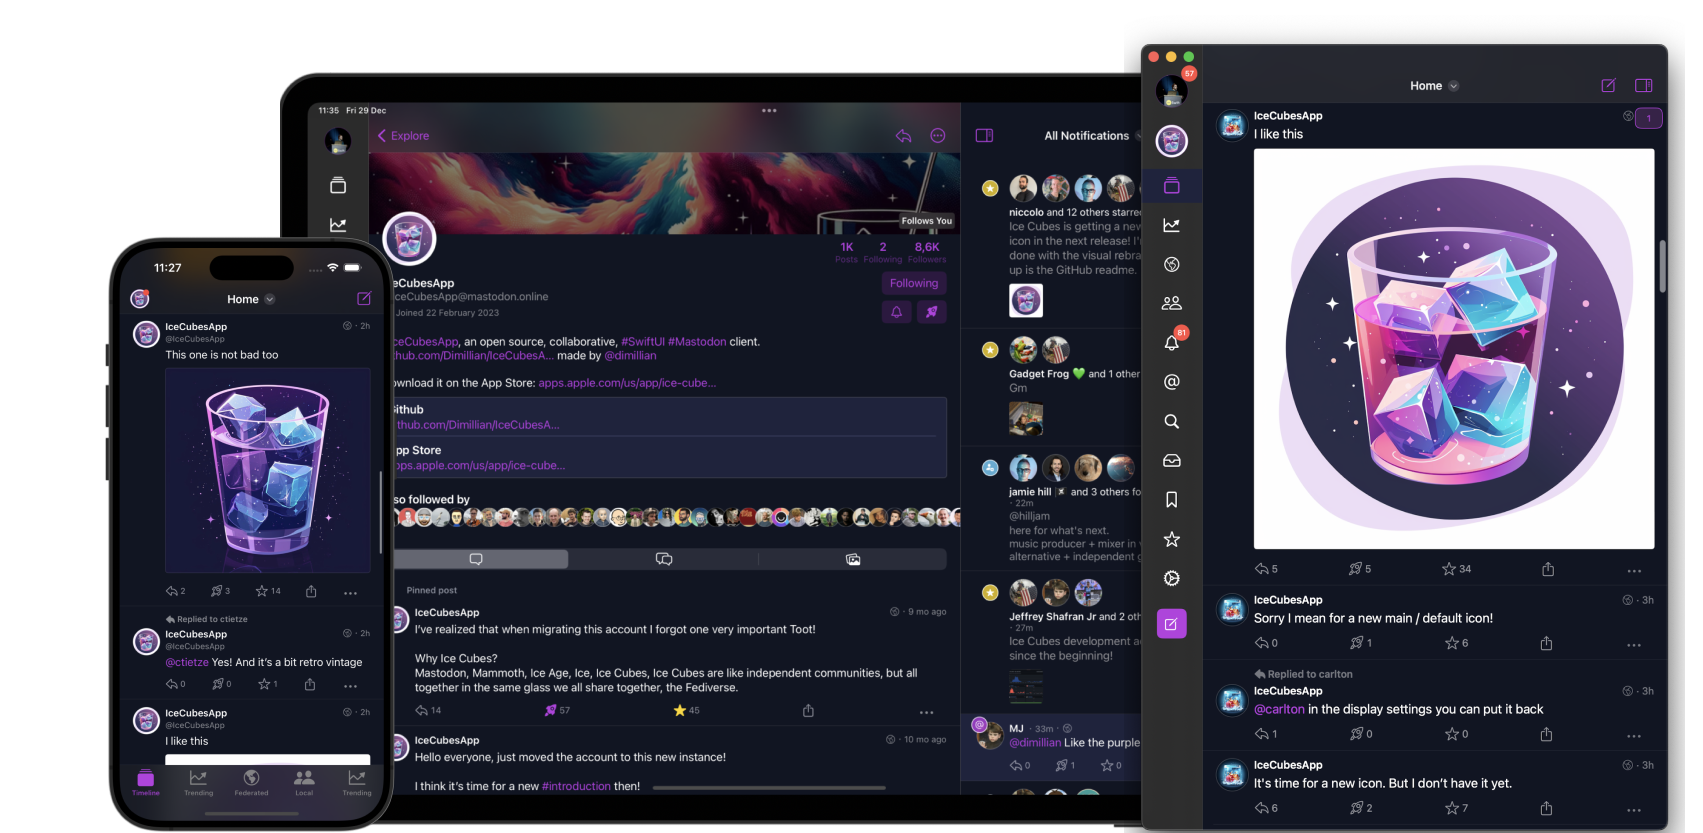 11:27
Home
IceCubesApp
· 2h
@IceCubesApp
This one is not bad too
2
3
14
Replied to ctietze
IceCubesApp
· 2h
@IceCubesApp
@ctietze Yes! And it's a bit retro vintage
0
0
1
IceCubesApp
· 2h
@IceCubesApp
I like this
Timeline
Trending
Federated
Local
Trending
11:35 Fri 29 Dec
Explore
Follows You
1K
2
8,6K
Posts
Following
Followers
eCubesApp
ceCubesApp@mastodon.online
Following
Joined 22 February 2023
ceCubesApp, an open source, collaborative, #SwiftUI #Mastodon client.
hub.com/Dimillian/IceCubesA... made by @dimillian
wnload it on the App Store: apps.apple.com/us/app/ice-cube...
ithub
thub.com/Dimillian/IceCubesA...
pp Store
ops.apple.com/us/app/ice-cube...
so followed by
Pinned post
IceCubesApp
· 9 mo ago
I've realized that when migrating this account I forgot one very important Toot!
Why Ice Cubes?
Mastodon, Mammoth, Ice Age, Ice, Ice Cubes, Ice Cubes are like independent communities, but all
together in the same glass we all share together, the Fediverse.
14
57
45
IceCubesApp
· 10 mo ago
Hello everyone, just moved the account to this new instance!
I think it's time for a new #introduction then!
All Notifications
niccolo and 12 others starre
Ice Cubes is getting a new
icon in the next release! I'
done with the visual rebra
up is the GitHub readme.
Gadget Frog 💚 and 1 other
Gm
jamie hill and 3 others fo
· 22m
@hilljam
here for what's next.
music producer + mixer in
alternative + independent
Jeffrey Shafran Jr and 2 oth
· 27m
Ice Cubes development a
since the beginning!
MJ · 33m ·
@dimillian Like the purple
0
1
0
57
81
Home
IceCubesApp
1
I like this
5
5
34
IceCubesApp
· 3h
Sorry I mean for a new main / default icon!
0
1
6
Replied to carlton
IceCubesApp
· 3h
@carlton in the display settings you can put it back
1
0
0
IceCubesApp
· 3h
It's time for a new icon. But I don't have it yet.
6
2
7